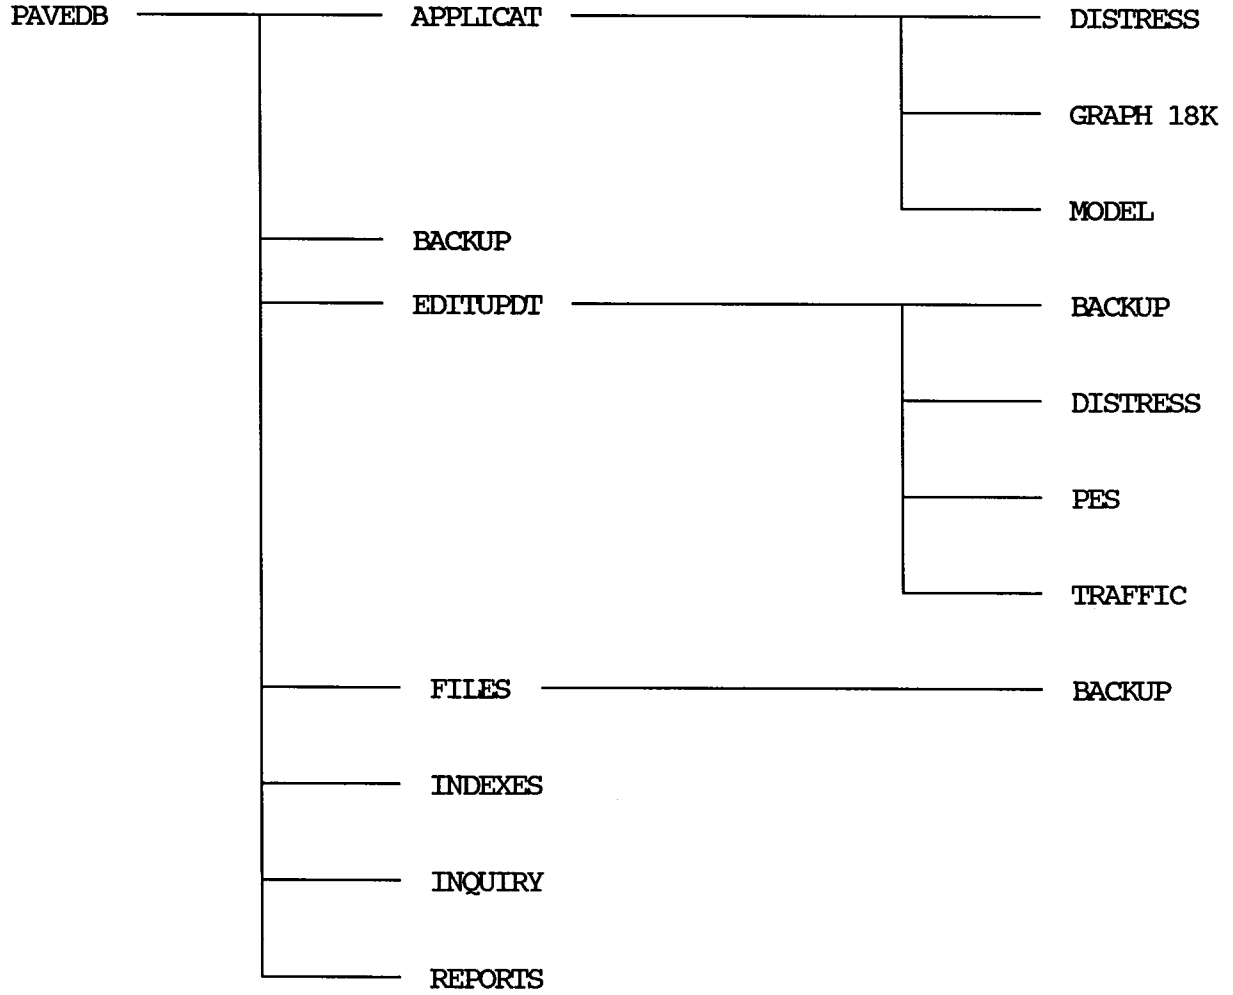 PAVEDB APPLICAT DISTRESS
GRAPH 18K
MODEL
BACKUP
EDITUPDT BACKUP
DISTRESS
PES
TRAFFIC
FILES BACKUP
INDEXES
INQUIRY
REPORTS